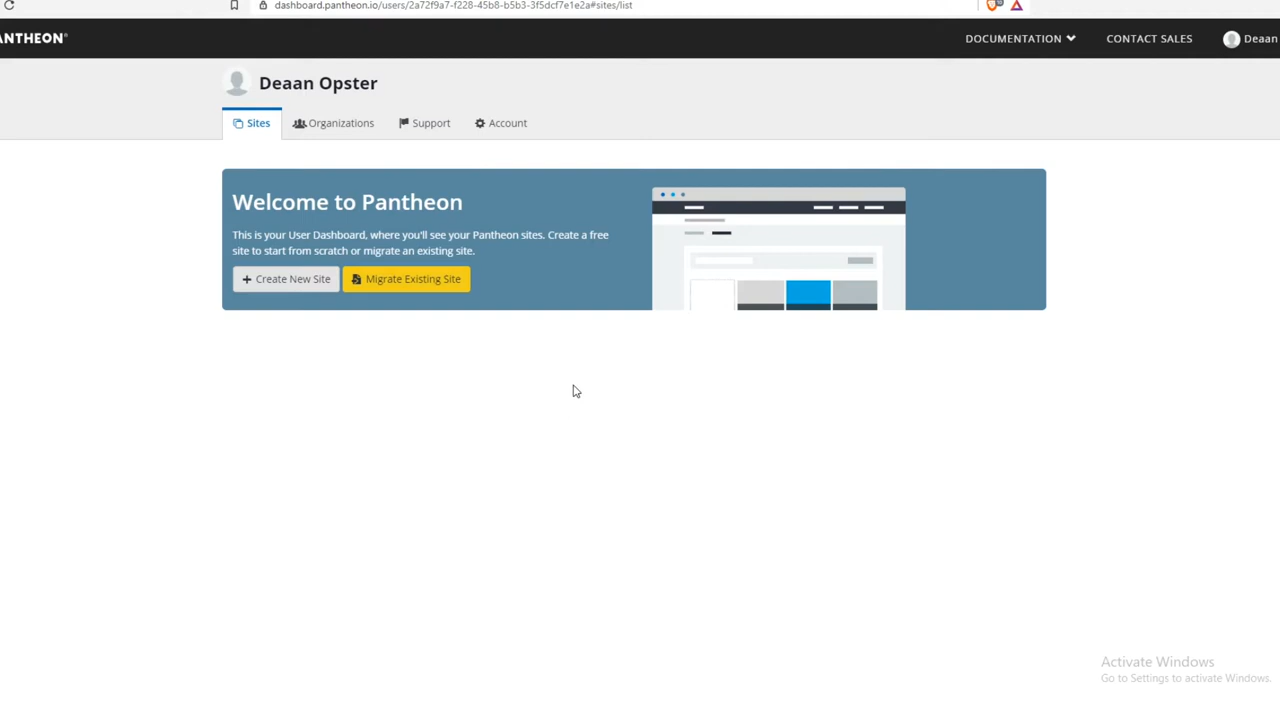 dashboard.pantheon.io/users/2a72f9a7-f228-45b8-b5b3-3f5dcf7e1e2a#sites/list
ANTHEON®
DOCUMENTATION
CONTACT SALES
Deaan
Deaan Opster
Sites
Organizations
Support
Account
Welcome to Pantheon
This is your User Dashboard, where you'll see your Pantheon sites. Create a free
site to start from scratch or migrate an existing site.
Create New Site
Migrate Existing Site
Activate Windows
Go to Settings to activate Windows.